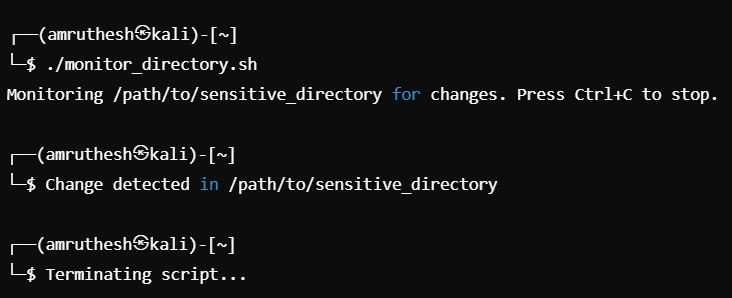 ┌──(amruthesh㉿kali)-[~]
└─$ ./monitor_directory.sh
Monitoring /path/to/sensitive_directory for changes. Press Ctrl+C to stop.
┌──(amruthesh㉿kali)-[~]
└─$ Change detected in /path/to/sensitive_directory
┌──(amruthesh㉿kali)-[~]
└─$ Terminating script...